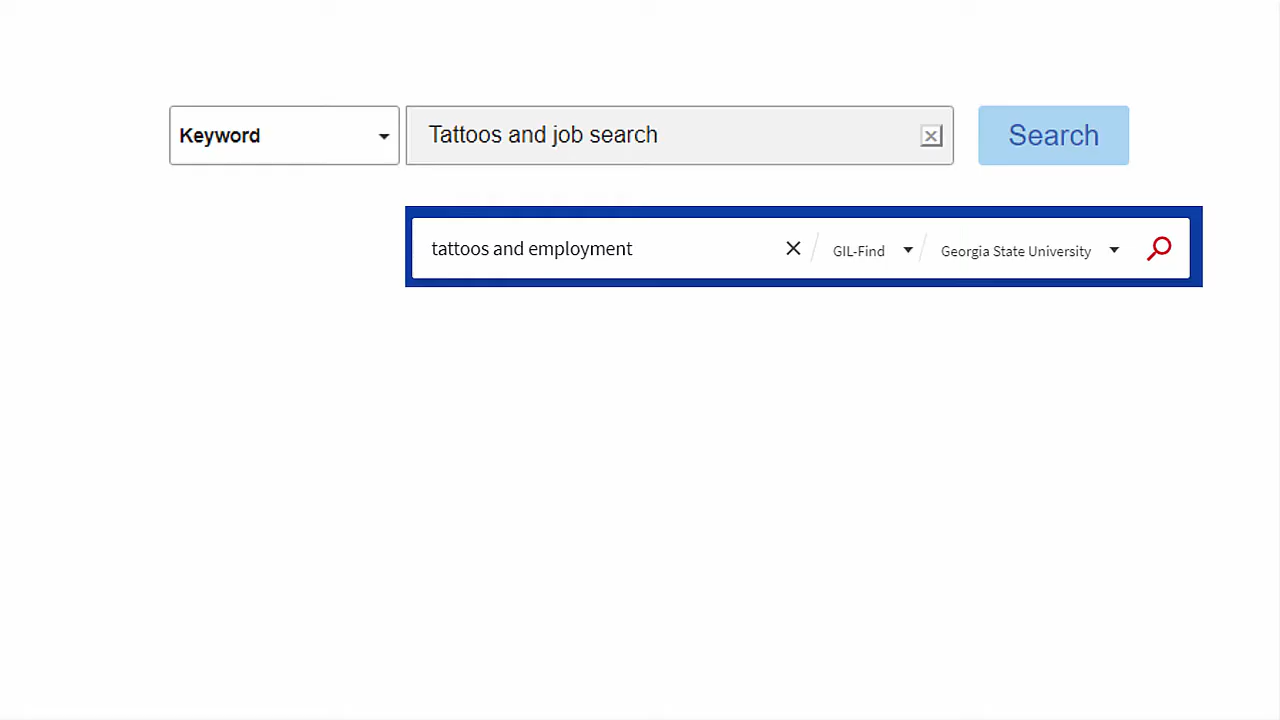 Keyword Tattoos and job search Search
tattoos and employment GIL-Find Georgia State University